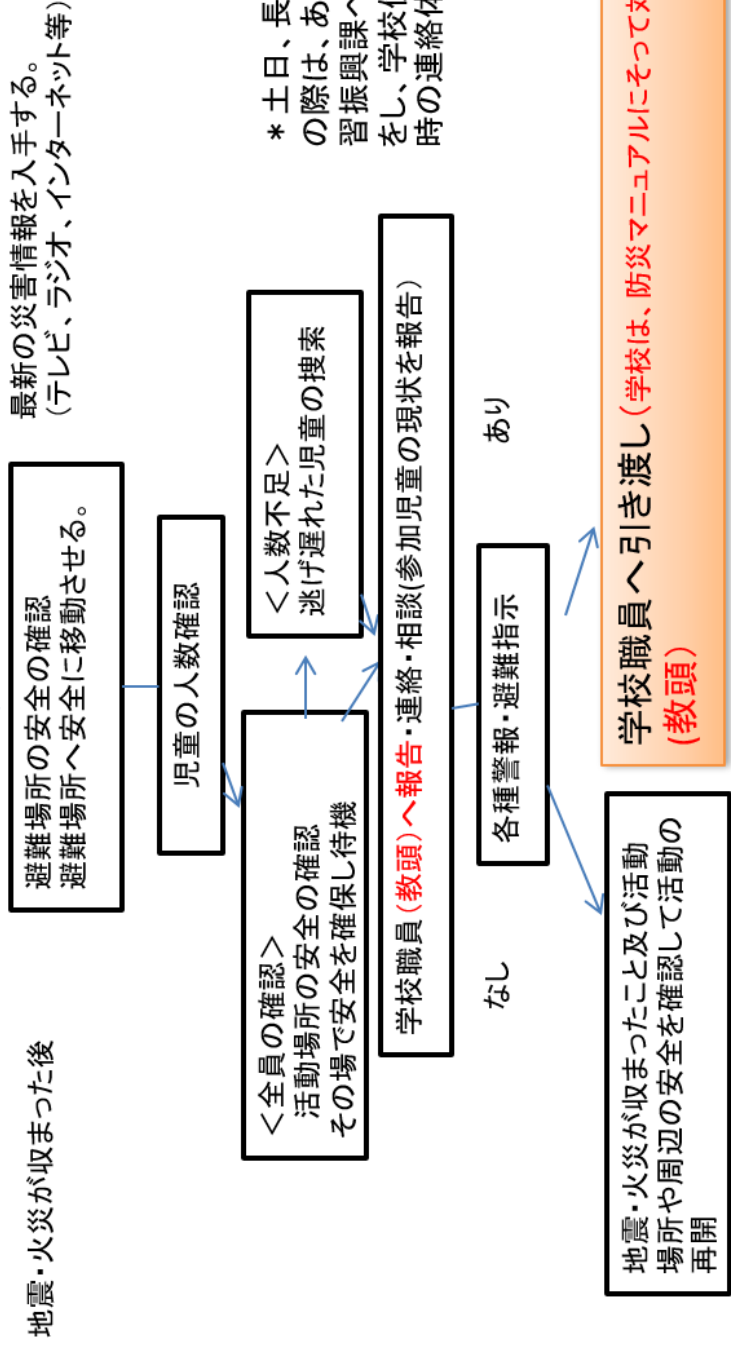 地震・火災が収まった後
避難場所の安全の確認
避難場所へ安全に移動させる。
最新の災害情報を入手する。
（テレビ、ラジオ、インターネット等）
児童の人数確認
＜全員の確認＞
活動場所の安全の確認
その場で安全を確保し待機
＜人数不足＞
逃げ遅れた児童の捜索
＊土日、長
の際は、あ
習振興課へ
をし、学校
時の連絡体
学校職員（教頭）へ報告・連絡・相談(参加児童の現状を報告）
なし
あり
各種警報・避難指示
地震・火災が収まったこと及び活動
場所や周辺の安全を確認して活動の
再開
学校職員へ引き渡し（学校は、防災マニュアルにそって
(教頭）